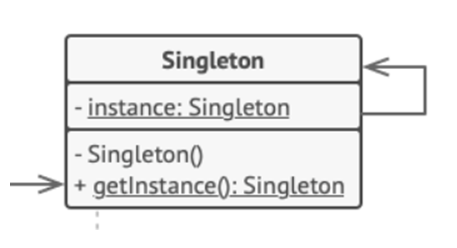 Singleton
- instance: Singleton
- Singleton()
+ getInstance(): Singleton